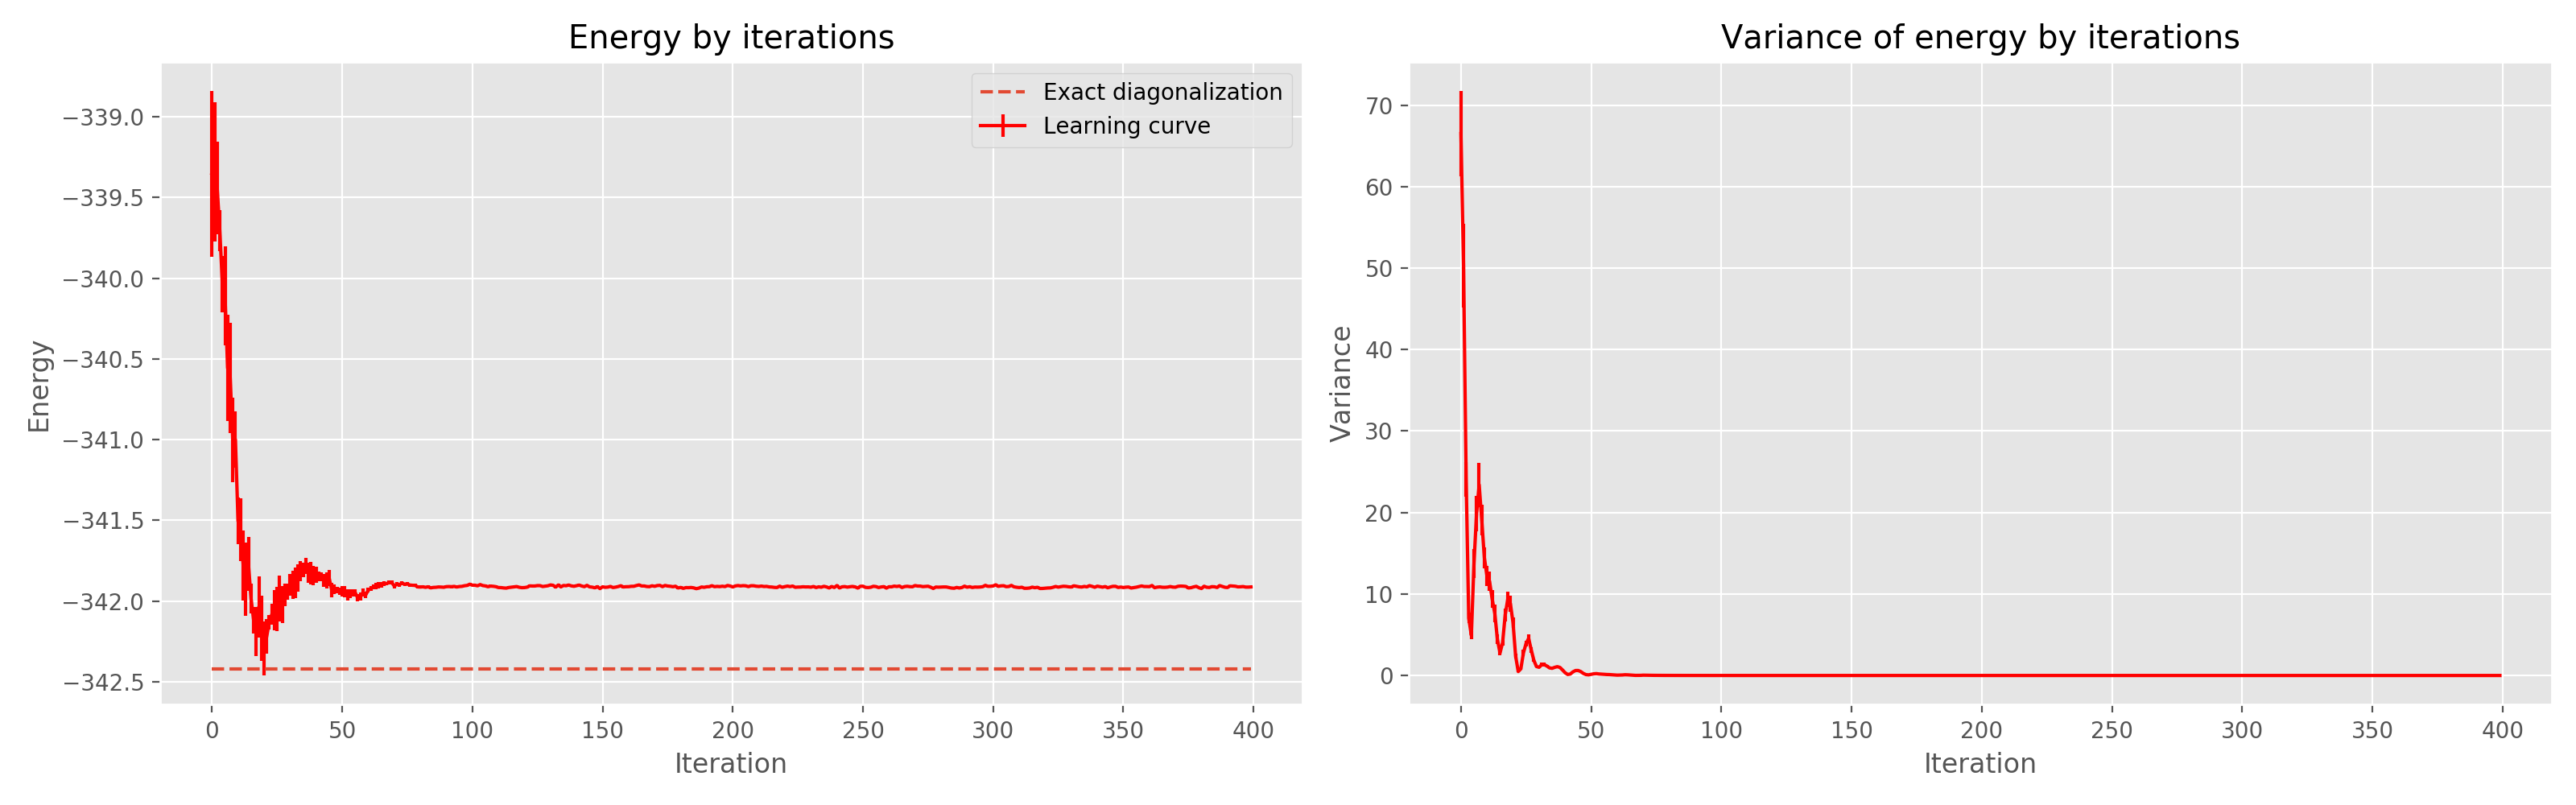 Energy by iterations
Exact diagonalization
Learning curve
−339.0
−339.5
−340.0
−340.5
−341.0
−341.5
−342.0
−342.5
Energy
0 50 100 150 200 250 300 350 400
Iteration
Variance of energy by iterations
70
60
50
40
30
20
10
0
Variance
0 50 100 150 200 250 300 350 400
Iteration